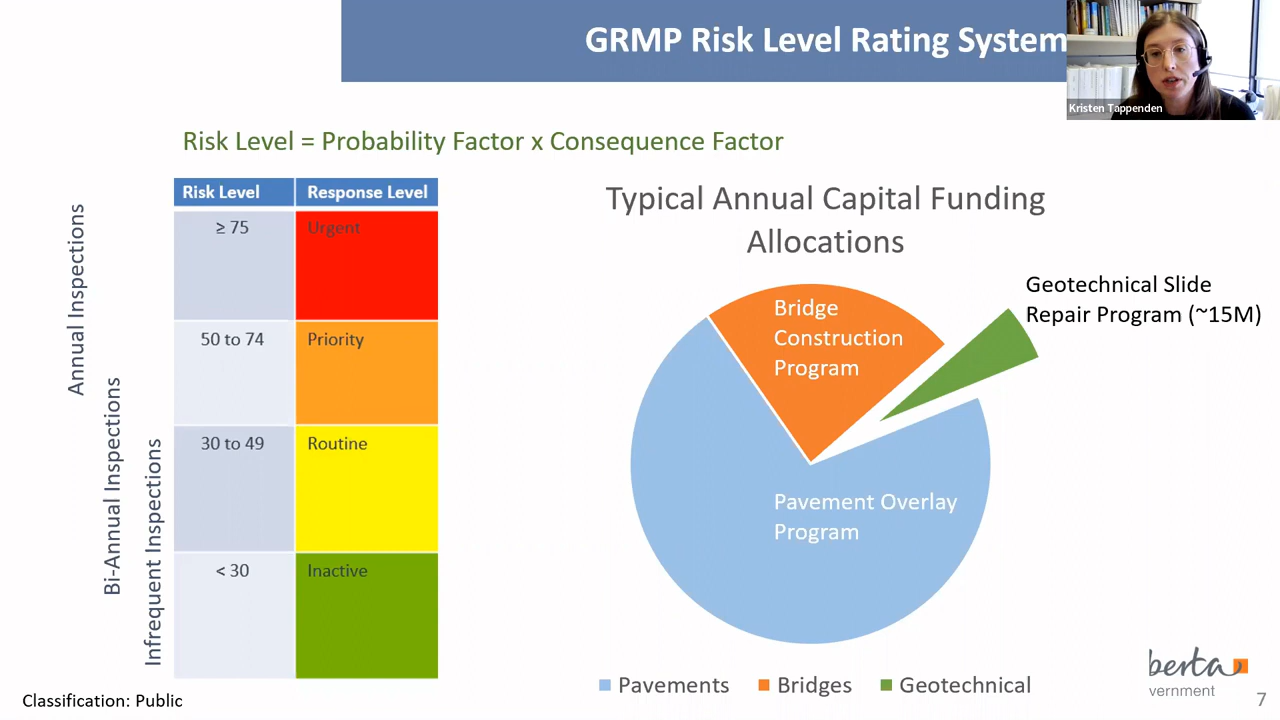 GRMP Risk Level Rating System
Kristen Tappenden
Risk Level = Probability Factor x Consequence Factor
Risk Level Response Level
≥ 75 Urgent
50 to 74 Priority
30 to 49 Routine
< 30 Inactive
Annual Inspections
Bi-Annual Inspections
Infrequent Inspections
Typical Annual Capital Funding
Allocations
Geotechnical Slide
Repair Program (~15M)
Bridge
Construction
Program
Pavement Overlay
Program
Pavements Bridges Geotechnical
berta
vernment
Classification: Public
7